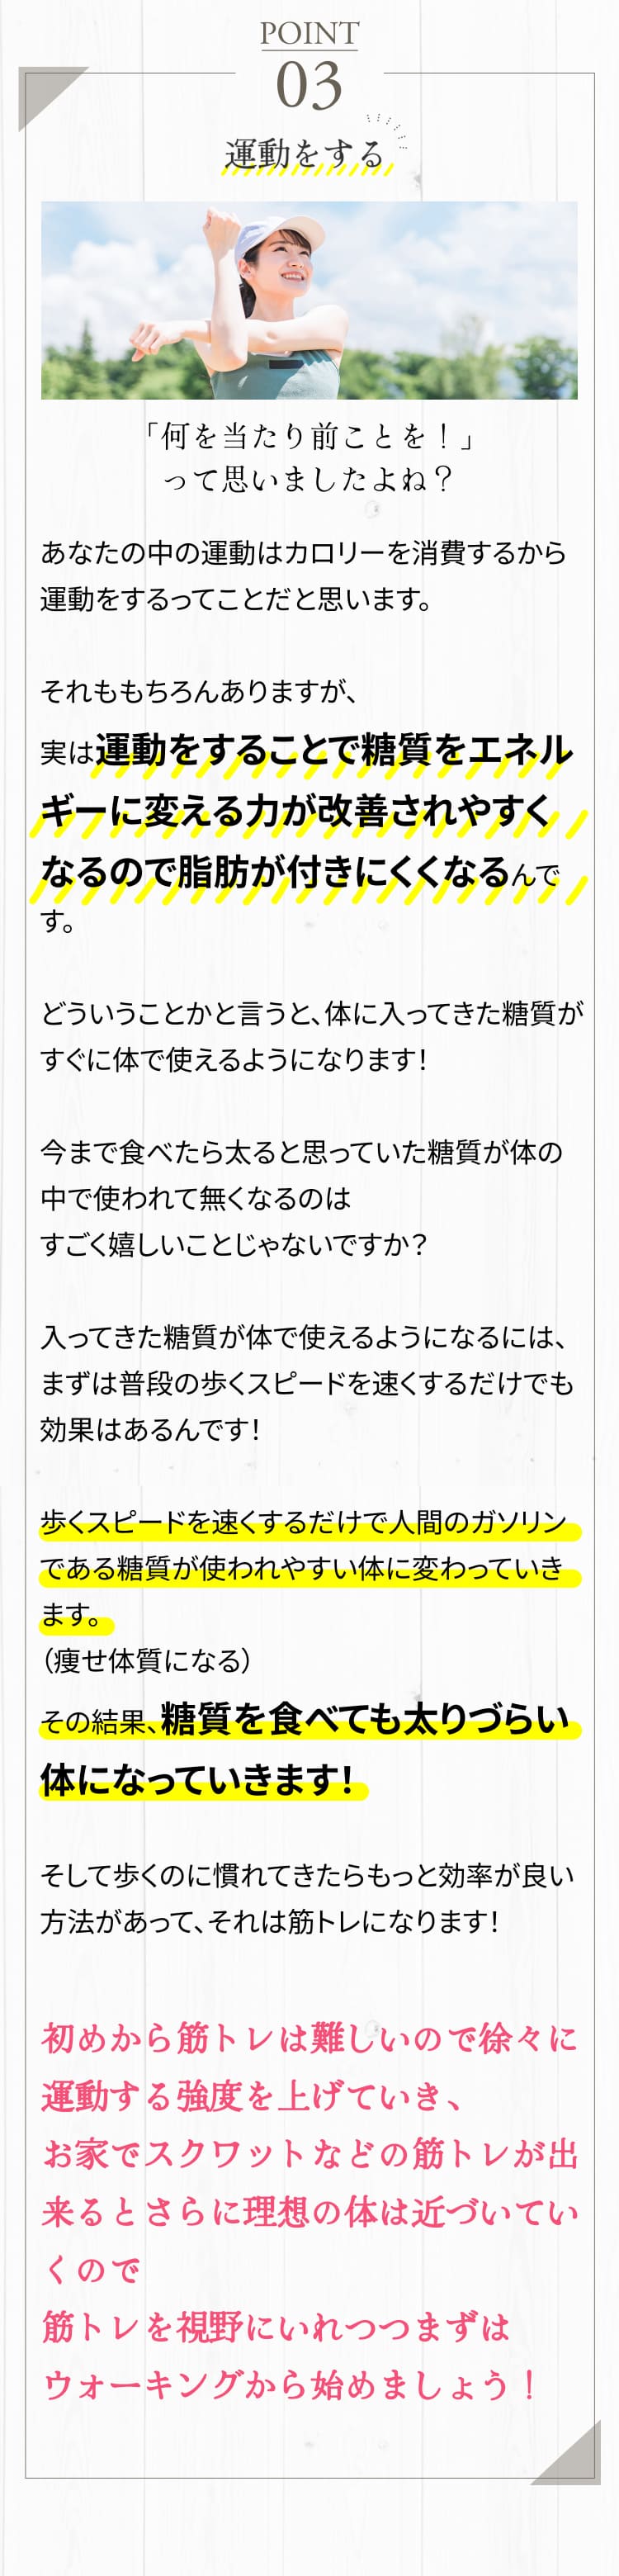 POINT
03
運動をする
「何を当たり前ことを！」
って思いましたよね？
あなたの中の運動はカロリーを消費するから
運動をするってことだと思います。
それももちろんありますが、
実は運動をすることで糖質をエネル
ギーに変える力が改善されやすく
なるので脂肪が付きにくくなるんで
す。
どういうことかと言うと、体に入ってきた糖質が
すぐに体で使えるようになります！
今まで食べたら太ると思っていた糖質が体の
中で使われて無くなるのは
すごく嬉しいことじゃないですか？
入ってきた糖質が体で使えるようになるには、
まずは普段の歩くスピードを速くするだけでも
効果はあるんです！
歩くスピードを速くするだけで人間のガソリン
である糖質が使われやすい体に変わっていき
ます。
（痩せ体質になる）
その結果、糖質を食べても太りづらい
体になっていきます！
そして歩くのに慣れてきたらもっと効率が良い
方法があって、それは筋トレになります！
初めから筋トレは難しいので徐々に
運動する強度を上げていき、
お家でスクワットなどの筋トレが出
来るとさらに理想の体は近づいてい
くので
筋トレを視野にいれつつまずは
ウォーキングから始めましょう！